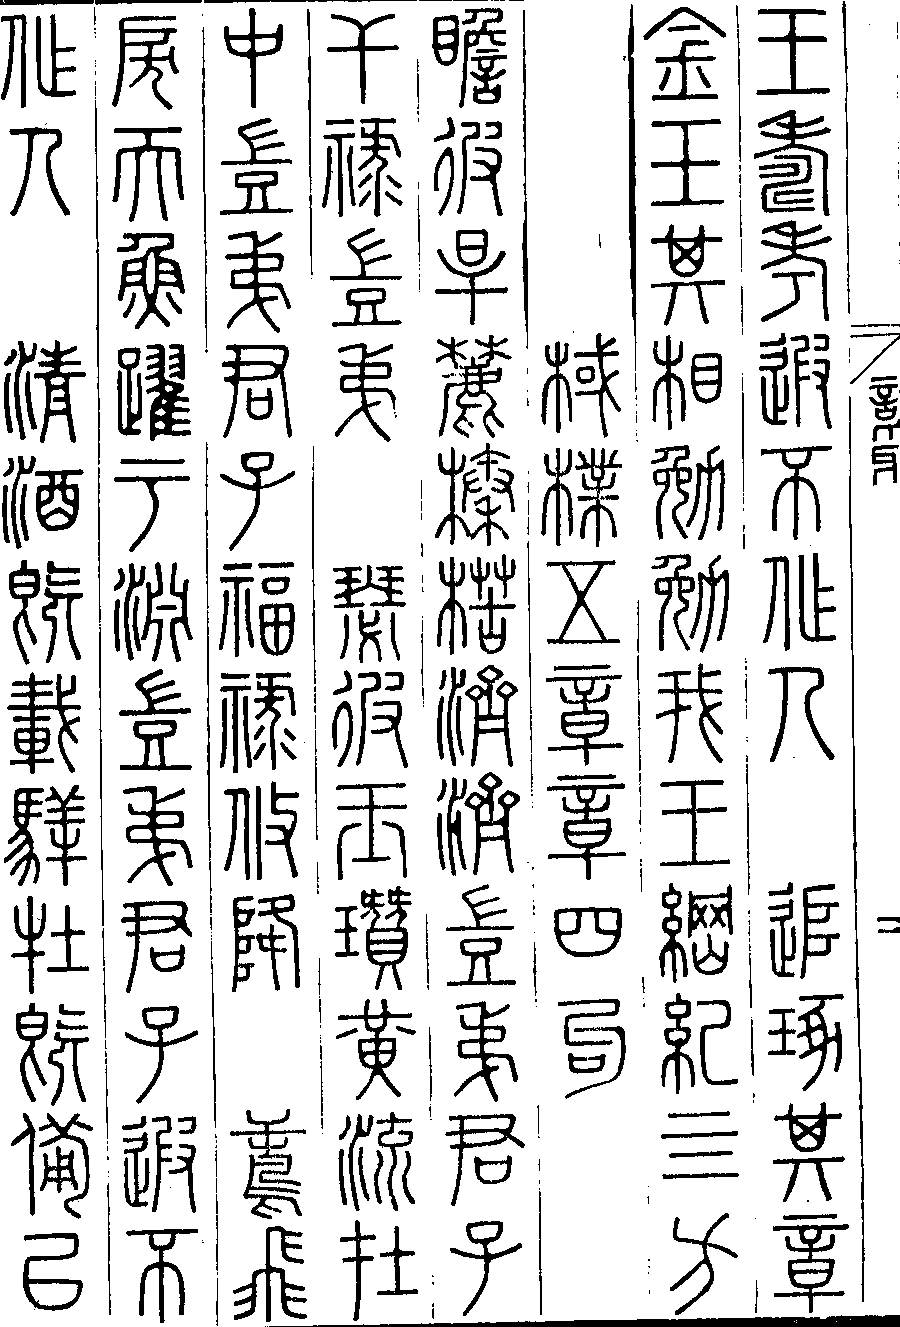 王壽考遐不作人追琢其章
金玉其相勉勉我王綱紀四方
棫樸五章章四句
瞻彼旱麓榛楛濟濟豈弟君子
干祿豈弟瑟彼玉瓚黃流在
中豈弟君子福祿攸降鳶飛
戾天魚躍于淵豈弟君子遐不
作人清酒既載騂牡既備以